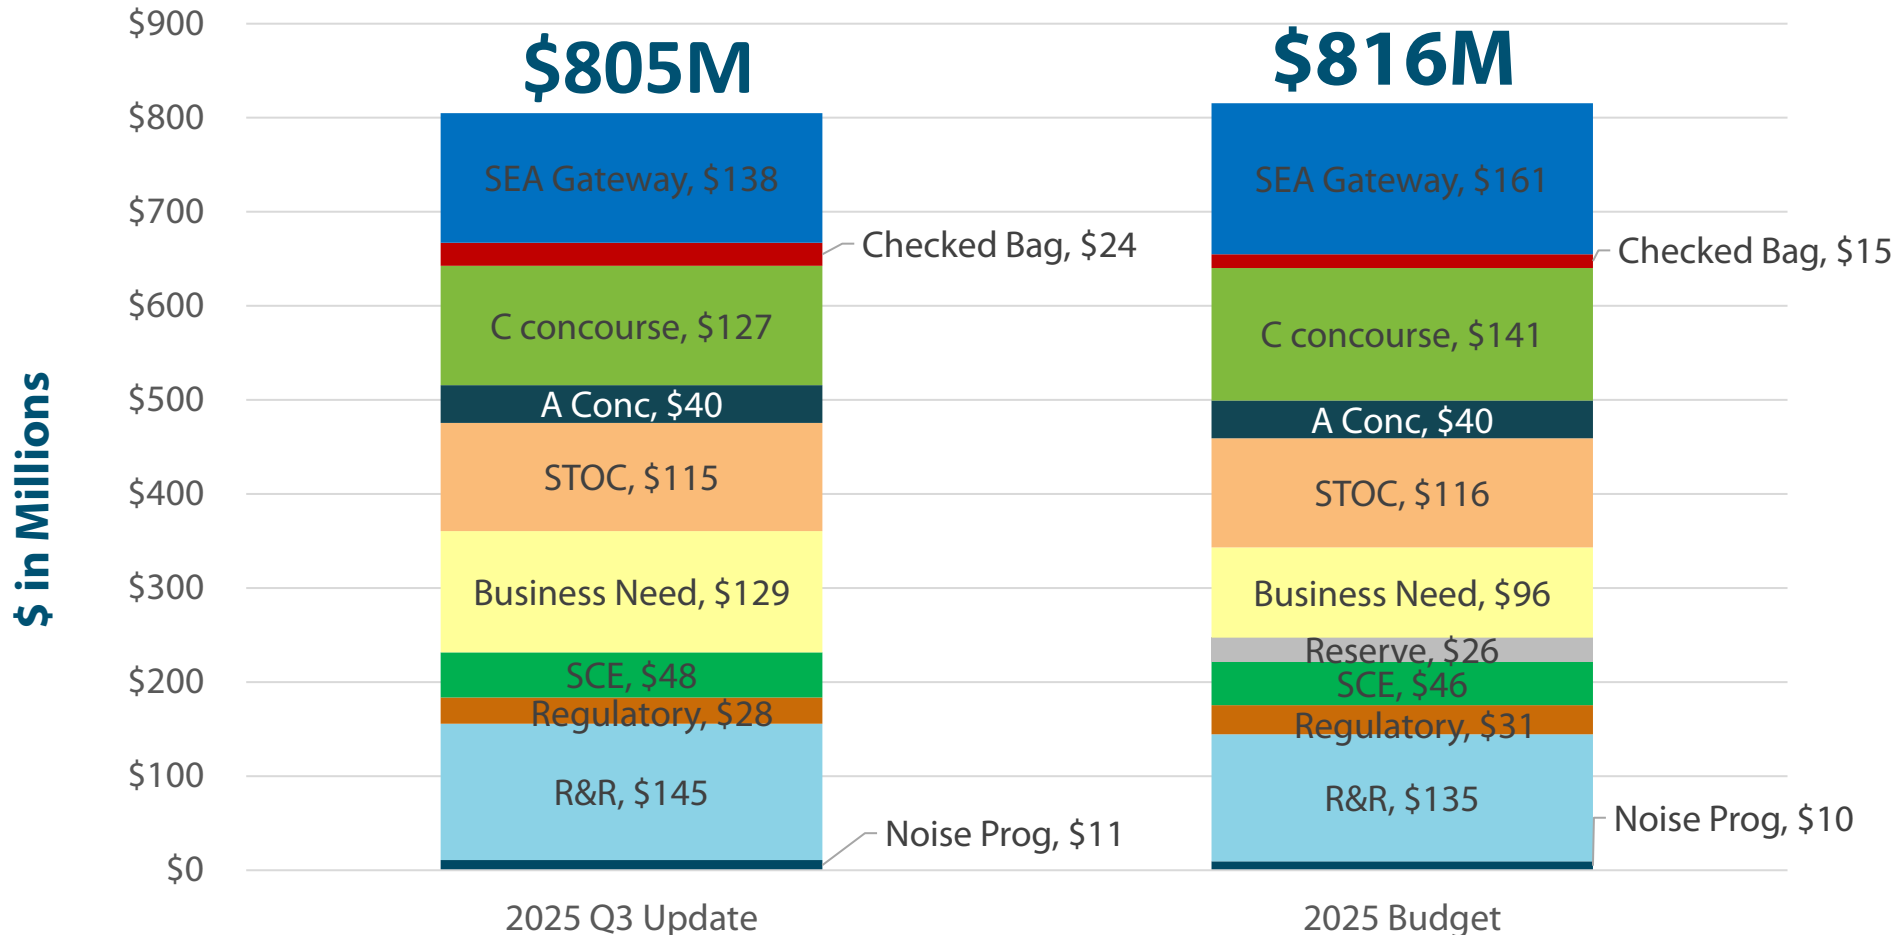 $900
$800
$700
$600
$500
$400
$300
$200
$100
$0
$ in Millions
$805M
SEA Gateway, $138
Checked Bag, $24
C concourse, $127
A Conc, $40
STOC, $115
Business Need, $129
SCE, $48
Regulatory, $28
R&R, $145
Noise Prog, $11
2025 Q3 Update
$816M
SEA Gateway, $161
Checked Bag, $15
C concourse, $141
A Conc, $40
STOC, $116
Business Need, $96
Reserve, $26
SCE, $46
Regulatory, $31
R&R, $135
Noise Prog, $10
2025 Budget